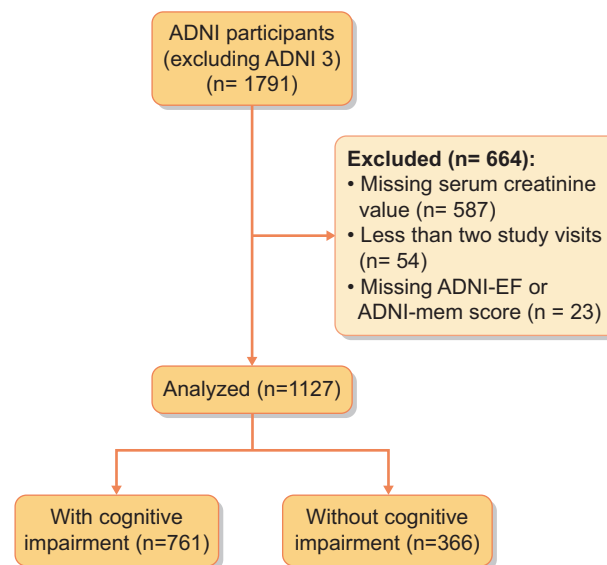 ADNI participants
(excluding ADNI 3)
(n= 1791)
Excluded (n= 664):
• Missing serum creatinine
value (n= 587)
• Less than two study visits
(n= 54)
• Missing ADNI-EF or
ADNI-mem score (n = 23)
Analyzed (n=1127)
With cognitive
impairment (n=761)
Without cognitive
impairment (n=366)